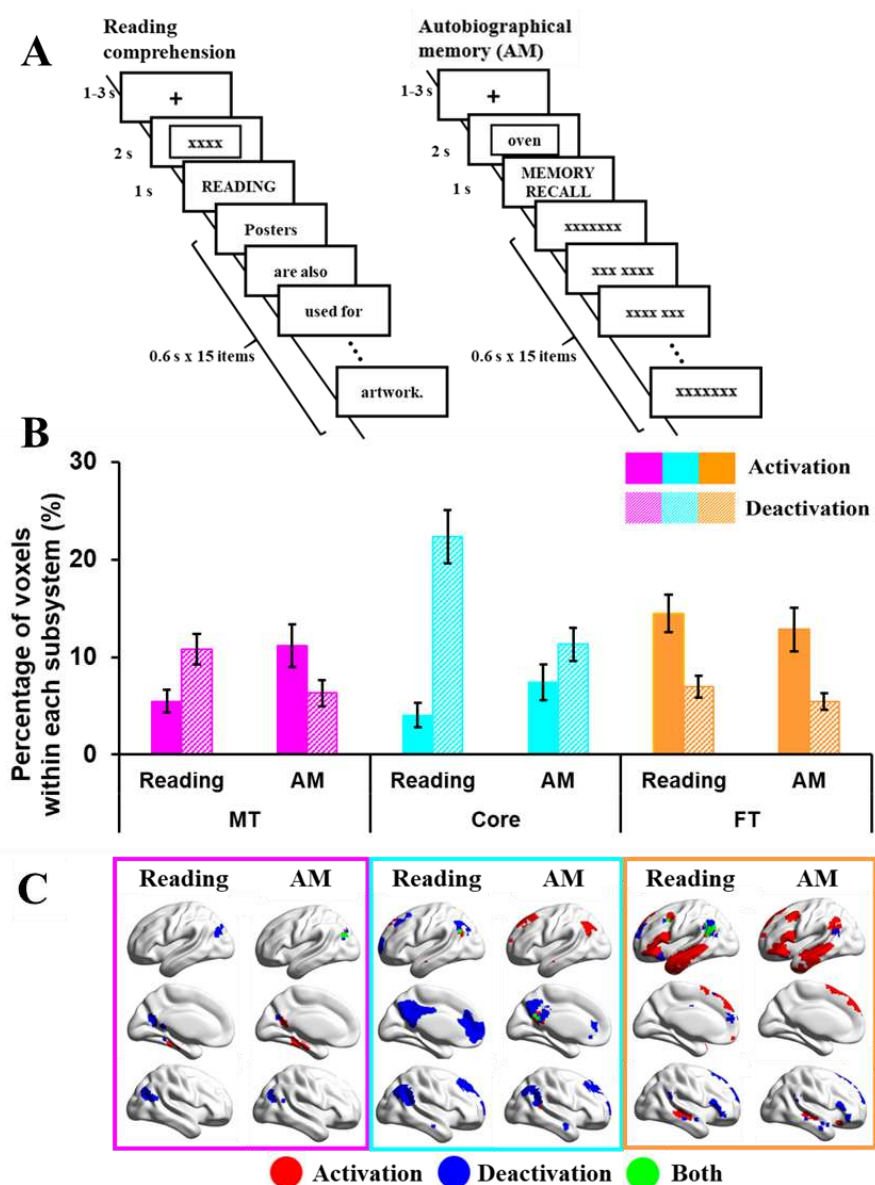 A
Reading
comprehension
1-3 s
+
2 s
xxxx
1 s
READING
Posters
are also
used for
0.6 s x 15 items
artwork.
Autobiographical
memory (AM)
1-3 s
+
2 s
oven
1 s
MEMORY
RECALL
xxxxxxx
xxx xxxx
xxxx xxx
0.6 s x 15 items
xxxxxxx
B
Percentage of voxels
within each subsystem (%)
30
20
10
0
Activation
Deactivation
Reading AM Reading AM Reading AM
MT Core FT
C
Reading AM Reading AM Reading AM
Activation Deactivation Both